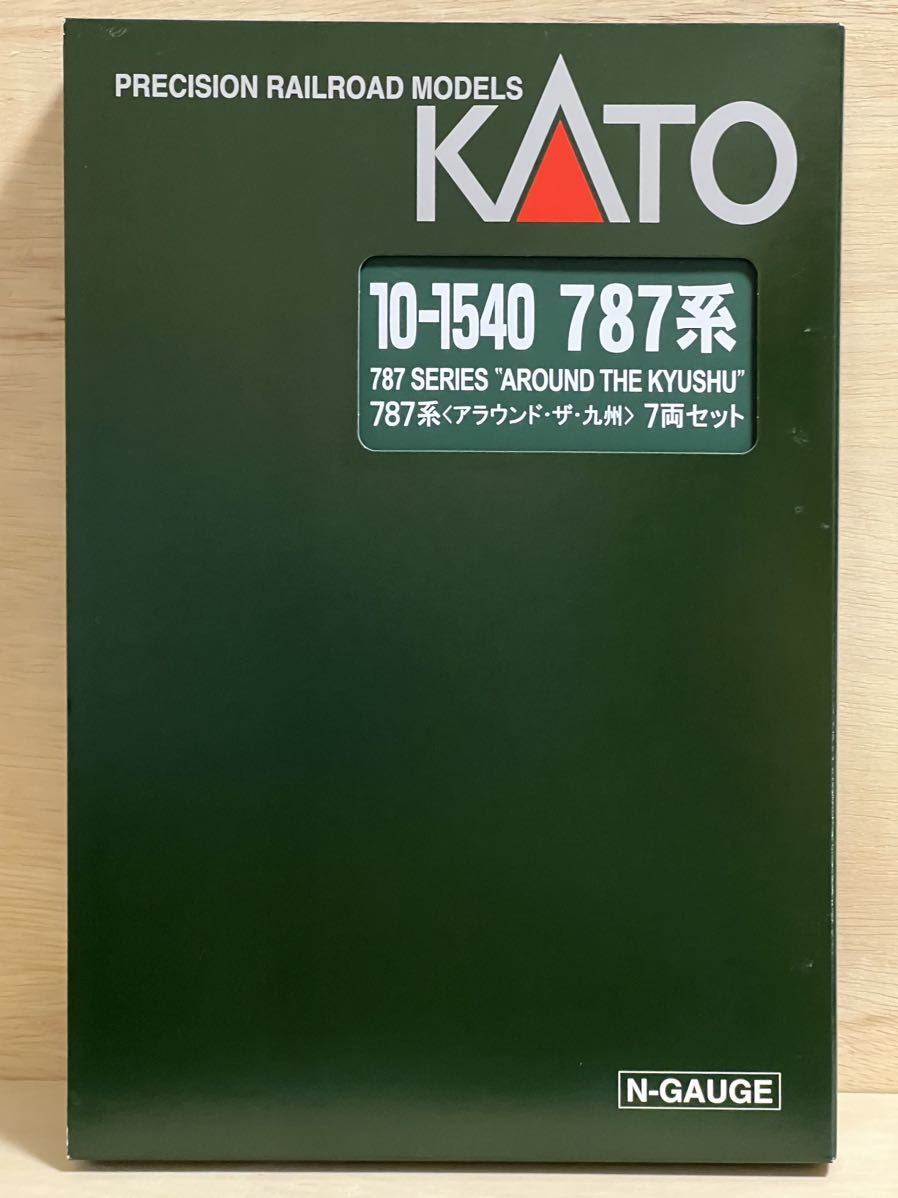 PRECISION RAILROAD MODELS
KATO
10-1540 787系
787 SERIES "AROUND THE KYUSHU"
787系〈アラウンド・ザ・九州〉 7両セット
N-GAUGE